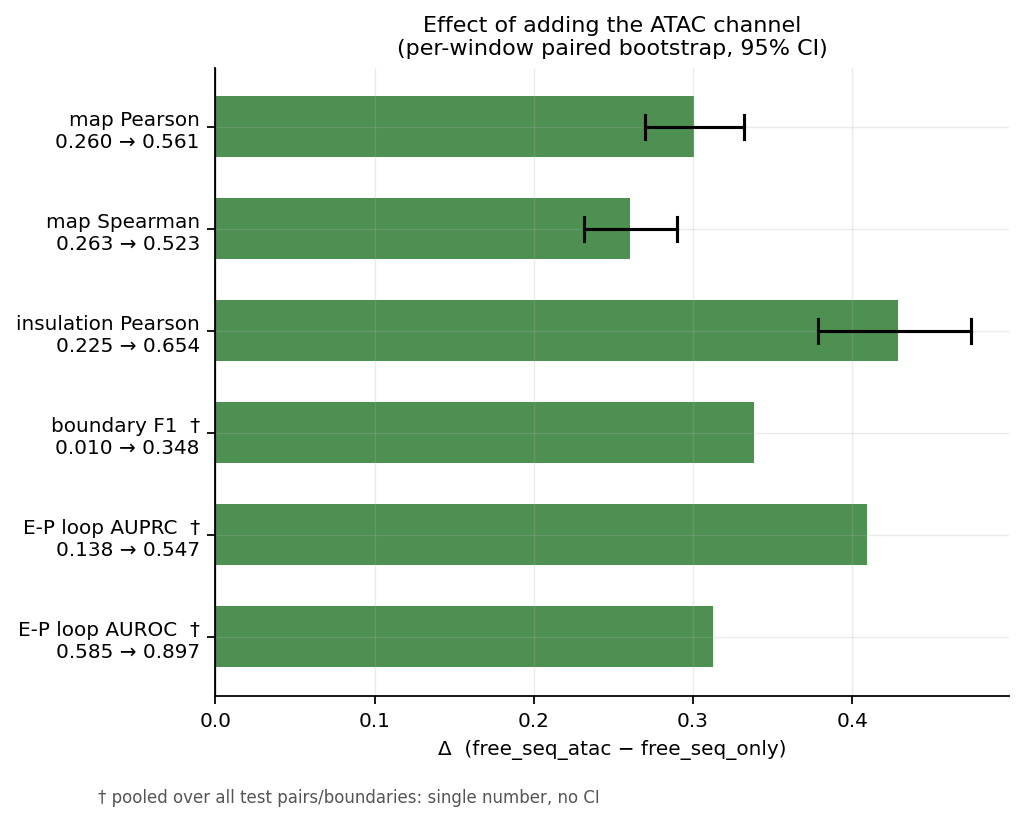 Effect of adding the ATAC channel
(per-window paired bootstrap, 95% CI)
map Pearson
0.260 → 0.561
map Spearman
0.263 → 0.523
insulation Pearson
0.225 → 0.654
boundary F1 †
0.010 → 0.348
E-P loop AUPRC †
0.138 → 0.547
E-P loop AUROC †
0.585 → 0.897
0.0 0.1 0.2 0.3 0.4
Δ (free_seq_atac − free_seq_only)
† pooled over all test pairs/boundaries: single number, no CI